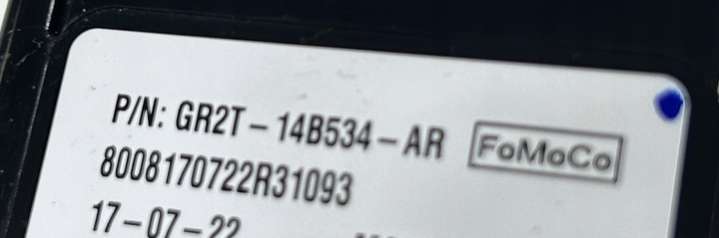 P/N: GR2T-14B534-AR FoMoCo
8008170722R31093
17-07-22